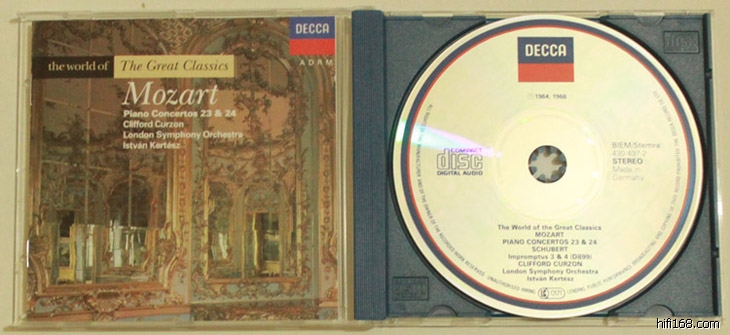 DECCA
ADRM
the world of The Great Classics
Mozart
Piano Concertos 23 & 24
Clifford Curzon
London Symphony Orchestra
István Kertész
DECCA
1964, 1968
COMPACT
disc
DIGITAL AUDIO
BIEM/Stemra
STEREO
Made in
Germany
The World of the Great Classics
MOZART
PIANO CONCERTOS 23 & 24
SCHUBERT
Impromptus 3 & 4 (D899)
CLIFFORD CURZON
London Symphony Orchestra
István Kertész
hifi168.com